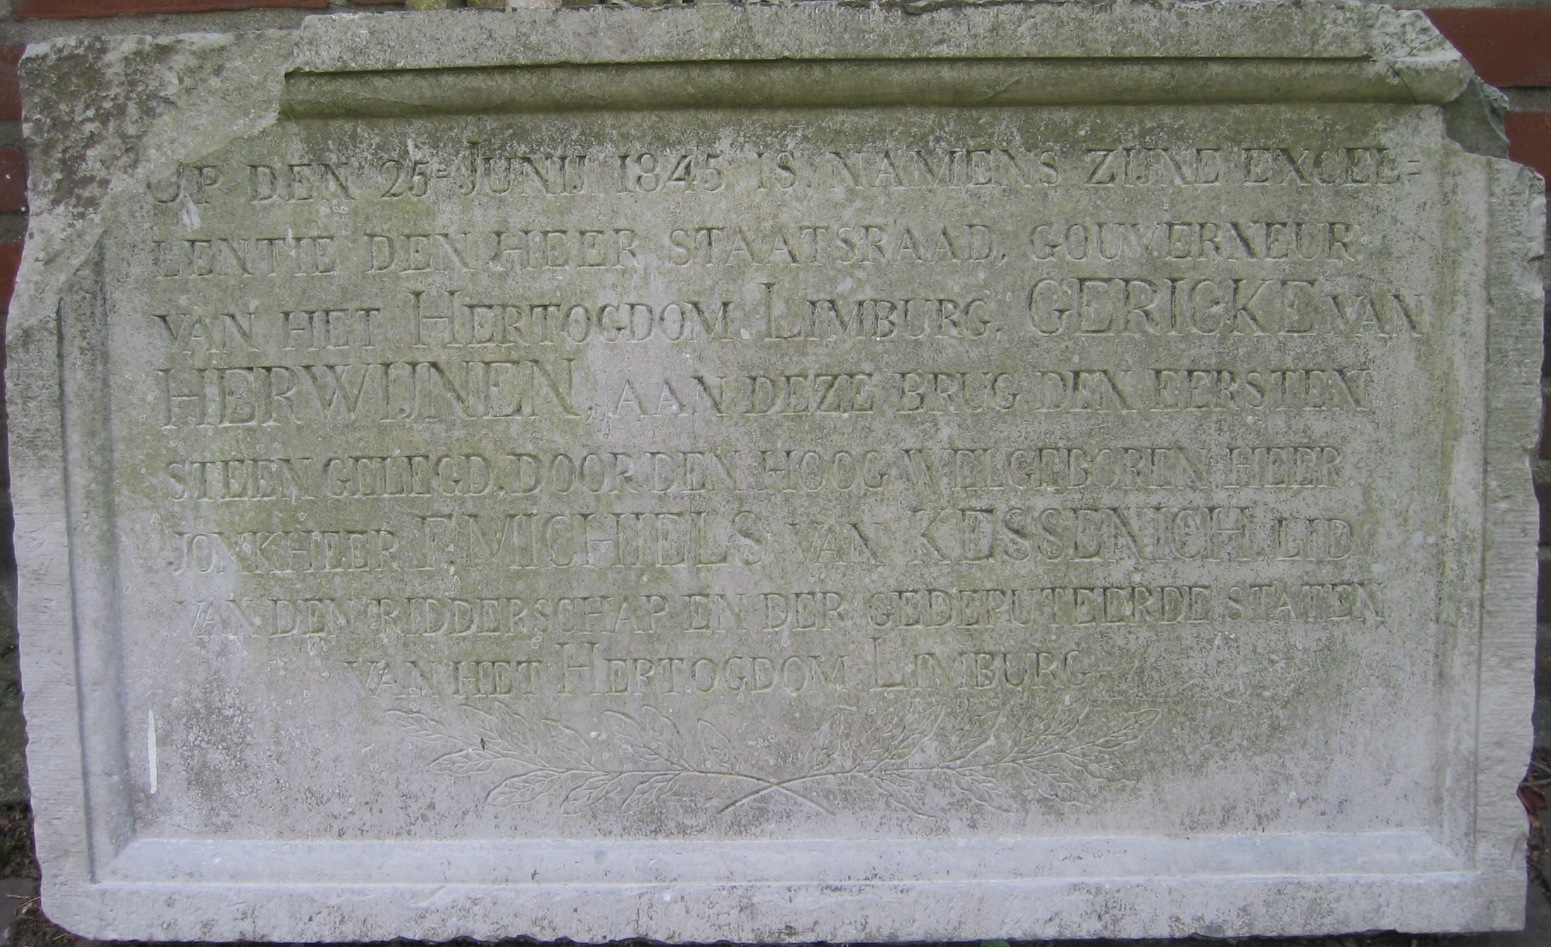 OP DEN 25E JUNIJ 1845 IS, NAMENS ZIJNE EXCEL=
LENTIE, DEN HEER STAATSRAAD, GOUVERNEUR
VAN HET HERTOGDOM LIMBURG, GERICKE VAN
HERWIJNEN, AAN DEZE BRUG DEN EERSTEN
STEEN GELEGD, DOOR DEN HOOG WELGEBOREN HEER
JONKHEER F. MICHIELS VAN KESSENICH LID
VAN DEN RIDDERSCHAP, EN DER GEDEPUTEERDE STATEN
VAN HET HERTOGDOM LIMBURG